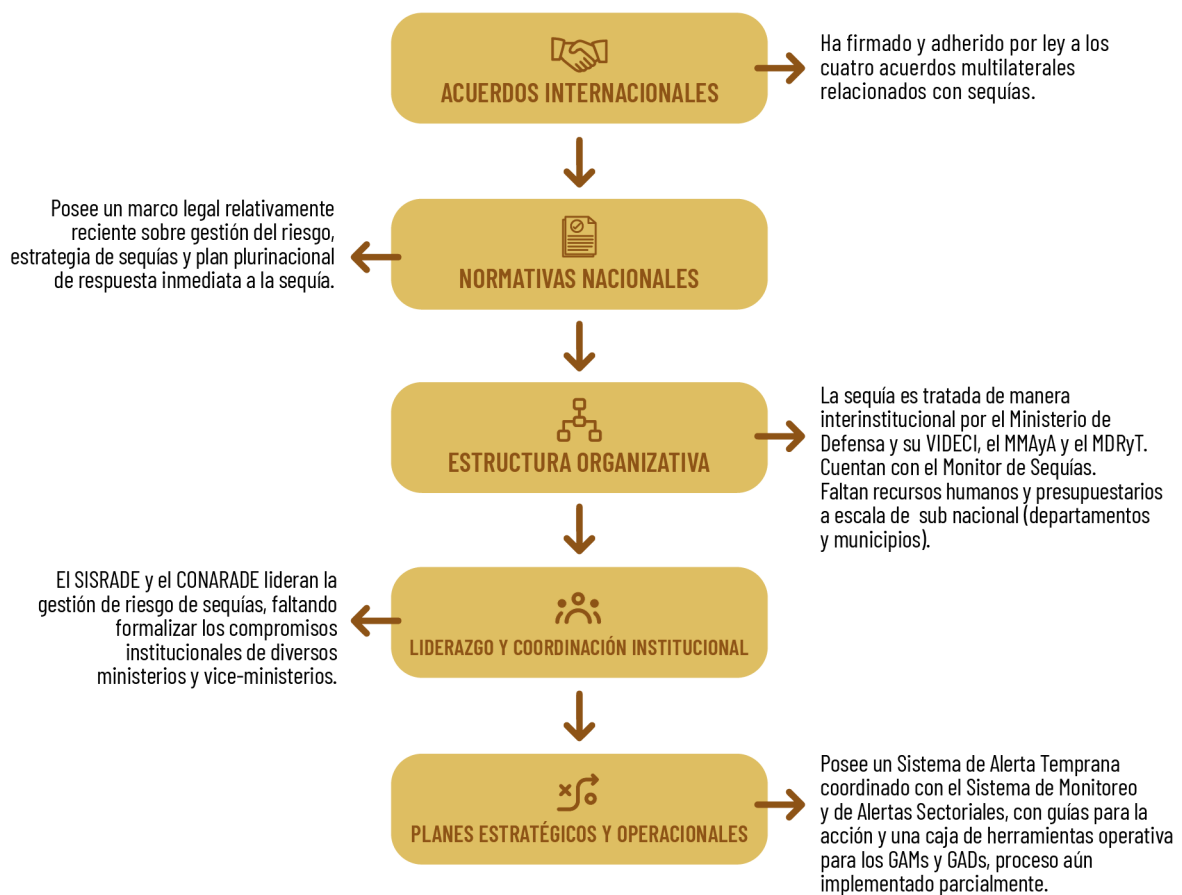 ACUERDOS INTERNACIONALES
Ha firmado y adherido por ley a los
cuatro acuerdos multilaterales
relacionados con sequías.
NORMATIVAS NACIONALES
Posee un marco legal relativamente
reciente sobre gestión del riesgo,
estrategia de sequías y plan plurinacional
de respuesta inmediata a la sequía.
ESTRUCTURA ORGANIZATIVA
La sequía es tratada de manera
interinstitucional por el Ministerio de
Defensa y su VIDECI, el MMAyA y el MDRyT.
Cuentan con el Monitor de Sequías.
Faltan recursos humanos y presupuestarios
a escala de sub nacional (departamentos
y municipios).
LIDERAZGO Y COORDINACIÓN INSTITUCIONAL
El SISRADE y el CONARADE lideran la
gestión de riesgo de sequías, faltando
formalizar los compromisos
institucionales de diversos
ministerios y vice-ministerios.
PLANES ESTRATÉGICOS Y OPERACIONALES
Posee un Sistema de Alerta Temprana
coordinado con el Sistema de Monitoreo
y de Alertas Sectoriales, con guías para la
acción y una caja de herramientas operativa
para los GAMs y GADs, proceso aún
implementado parcialmente.